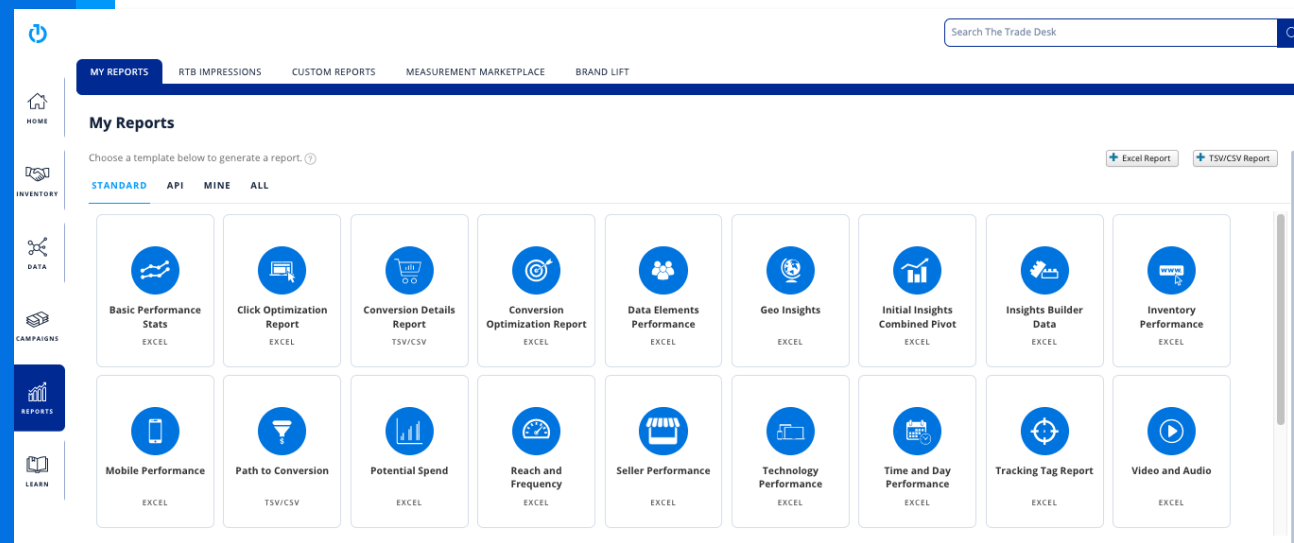 Search The Trade Desk
MY REPORTS RTB IMPRESSIONS CUSTOM REPORTS MEASUREMENT MARKETPLACE BRAND LIFT
HOME
INVENTORY
DATA
CAMPAIGNS
REPORTS
LEARN
My Reports
Choose a template below to generate a report. ?
Excel Report TSV/CSV Report
STANDARD API MINE ALL
Basic Performance
Stats
EXCEL
Click Optimization
Report
EXCEL
Conversion Details
Report
TSV/CSV
Conversion
Optimization Report
EXCEL
Data Elements
Performance
EXCEL
Geo Insights
EXCEL
Initial Insights
Combined Pivot
EXCEL
Insights Builder
Data
EXCEL
www.
Inventory
Performance
EXCEL
Mobile Performance
EXCEL
$
Path to Conversion
TSV/CSV
Potential Spend
EXCEL
Reach and
Frequency
EXCEL
Seller Performance
EXCEL
Technology
Performance
EXCEL
Time and Day
Performance
EXCEL
Tracking Tag Report
EXCEL
Video and Audio
EXCEL